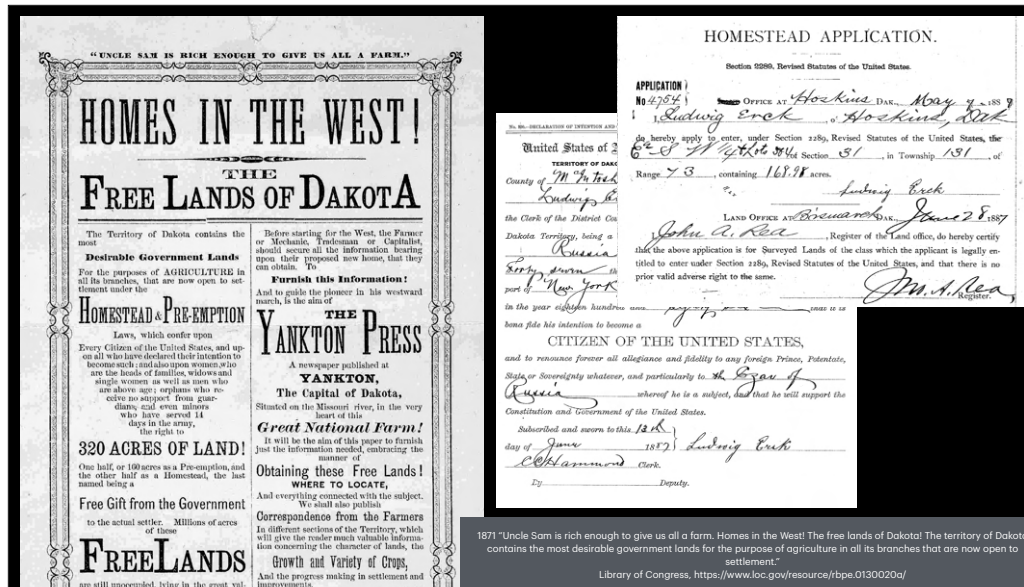 "UNCLE SAM IS RICH ENOUGH TO GIVE US ALL A FARM."
HOMES IN THE WEST!
THE
FREE LANDS OF DAKOTA
The Territory of Dakota contains the
most
Desirable Government Lands
For the purposes of AGRICULTURE in
all its branches, that are now open to set-
tlement under the
HOMESTEAD & PRE-EMPTION
Laws, which confer upon
Every Citizen of the United States, and up-
on all who have declared their intention to
become such; and also upon women, who
are the heads of families, widows and
single women as well as men who
are above age; orphans who re-
ceive no support from guar-
dians, and even minors
who have served 14
days in the army,
the right to
320 ACRES OF LAND!
One half, or 160 acres as a Pre-emption, and
the other half as a Homestead, the last
named being a
Free Gift from the Government
to the actual settler. Millions of acres
of these
FREE LANDS
are still unoccupied, lying in the great val-
Before starting for the West, the Farmer
or Mechanic, Tradesman or Capitalist,
should secure all the information bearing
upon their proposed new home, that they
can obtain. To
Furnish this Information!
And to guide the pioneer in his westward
march, is the aim of
THE
YANKTON PRESS
A newspaper published at
YANKTON,
The Capital of Dakota,
Situated on the Missouri river, in the very
heart of this
Great National Farm!
It will be the aim of this paper to furnish
just the information needed, embracing the
manner of
Obtaining these Free Lands!
WHERE TO LOCATE,
And everything connected with the subject.
We shall also publish
Correspondence from the Farmers
In different sections of the Territory, which
will give the reader much valuable informa-
tion concerning the character of lands, the
Growth and Variety of Crops,
And the progress making in settlement and
improvements.
DECLARATION OF INTENTION AND
United States of
TERRITORY OF DAK
County of McIntosh
Ludwig
the Clerk of the District Cou
Dakota Territory, being a
Russia
Forty seven
part of New York
in the year eighteen hundred and that it is
bona fide his intention to become a
CITIZEN OF THE UNITED STATES,
and to renounce forever all allegiance and fidelity to any foreign Prince, Potentate,
State or Sovereignty whatever, and particularly to the Czar of
Russia whereof he is a subject, and that he will support the
Constitution and Government of the United States.
Subscribed and sworn to this 13th
day of June 1887 Ludwig Erck
CC Hammond Clerk.
By Deputy.
HOMESTEAD APPLICATION.
Section 2289, Revised Statutes of the United States.
APPLICATION
No 4754 OFFICE AT Hoskins DAK., May 7 188
I, Ludwig Erck of Hoskins, Dak
do hereby apply to enter, under Section 2289, Revised Statutes of the United States, the
of Section 31, in Township 131, of
Range 73, containing 168.98 acres.
Ludwig Erck
LAND OFFICE AT Bismarck DAK., June 28 1887
I, John A. Rea, Register of the Land office, do hereby certify
that the above application is for Surveyed Lands of the class which the applicant is legally en-
titled to enter under Section 2289, Revised Statutes of the United States, and that there is no
prior valid adverse right to the same.
A. Rea,
Register.
1871 "Uncle Sam is rich enough to give us all a farm. Homes in the West! The free lands of Dakota! The territory of Dakota
contains the most desirable government lands for the purpose of agriculture in all its branches that are now open to
settlement."
Library of Congress, https://www.loc.gov/resource/rbpe.0130020a/